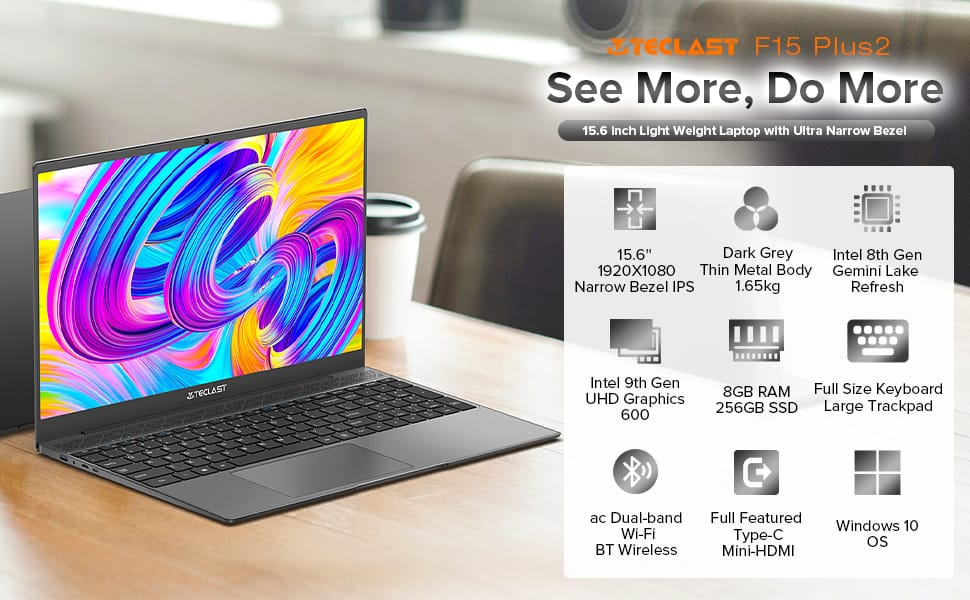 TECLAST F15 Plus2
See More, Do More
15.6 Inch Light Weight Laptop with Ultra Narrow Bezel
15.6"
1920X1080
Narrow Bezel IPS
Dark Grey
Thin Metal Body
1.65kg
Intel 8th Gen
Gemini Lake
Refresh
Intel 9th Gen
UHD Graphics
600
8GB RAM
256GB SSD
Full Size Keyboard
Large Trackpad
ac Dual-band
Wi-Fi
BT Wireless
Full Featured
Type-C
Mini-HDMI
Windows 10
OS
TECLAST